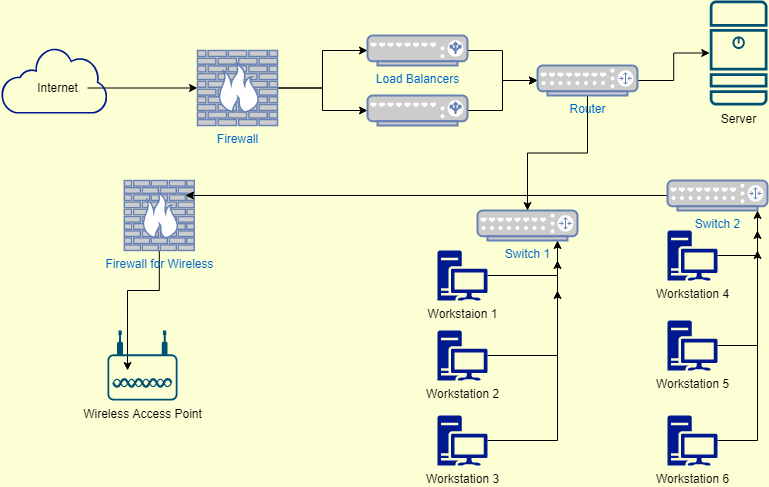 Internet
Firewall
Load Balancers
Router
Server
Firewall for Wireless
Switch 1
Switch 2
Workstaion 1
Workstation 4
Workstation 2
Workstation 5
Wireless Access Point
Workstation 3
Workstation 6